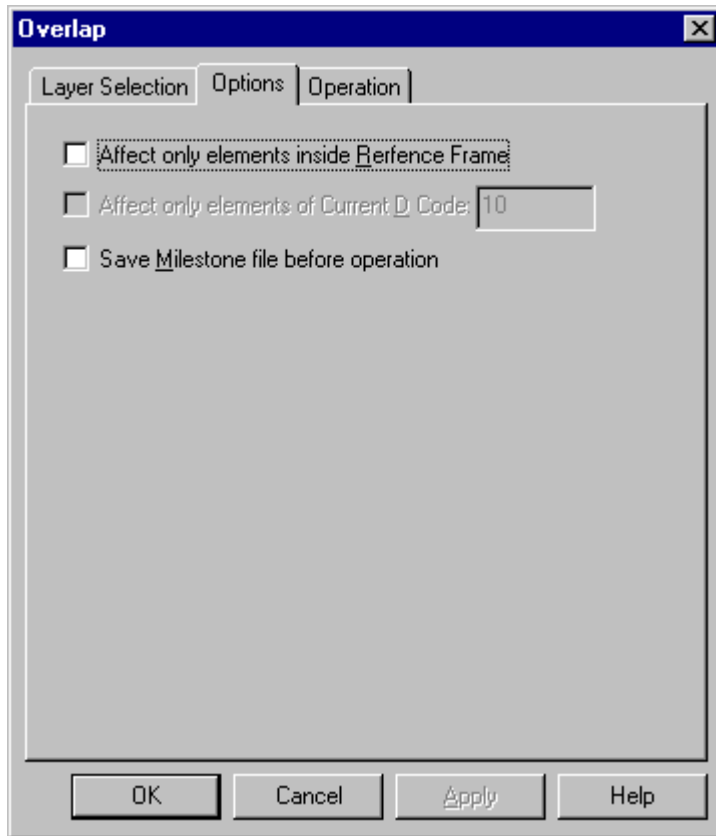 Overlap
Layer Selection Options Operation
Affect only elements inside Rerfence Frame
Affect only elements of Current D Code: 10
Save Milestone file before operation
OK Cancel Apply Help